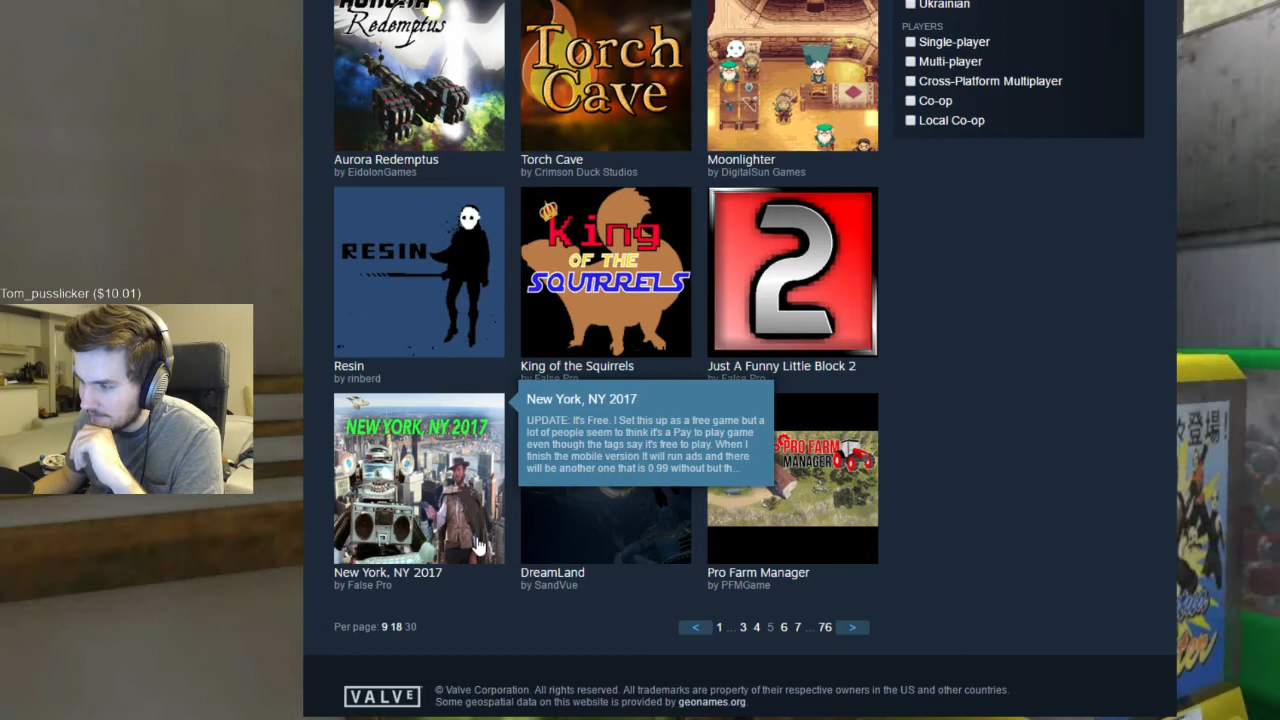 Ukrainian
PLAYERS
Single-player
Multi-player
Cross-Platform Multiplayer
Co-op
Local Co-op
Redemptus
Torch
Cave
Aurora Redemptus
by EidolonGames
Torch Cave
by Crimson Duck Studios
Moonlighter
by DigitalSun Games
RESIN
King
OF THE
SQUIRRELS
2
Tom_pusslicker ($10.01)
Resin
by rinberd
King of the Squirrels
by False Pro
Just A Funny Little Block 2
by False Pro
NEW YORK, NY 2017
New York, NY 2017
UPDATE: It's Free. I Set this up as a free game but a
lot of people seem to think it's a Pay to play game
even though the tags say it's free to play. When I
finish the mobile version it will run ads and there
will be another one that is 0.99 without but th...
PRO FARM
MANAGER
New York, NY 2017
by False Pro
DreamLand
by SandVue
Pro Farm Manager
by PFMGame
Per page: 9 18 30
< 1 ... 3 4 5 6 7 ... 76 >
VALVE
© Valve Corporation. All rights reserved. All trademarks are property of their respective owners in the US and other countries.
Some geospatial data on this website is provided by geonames.org.